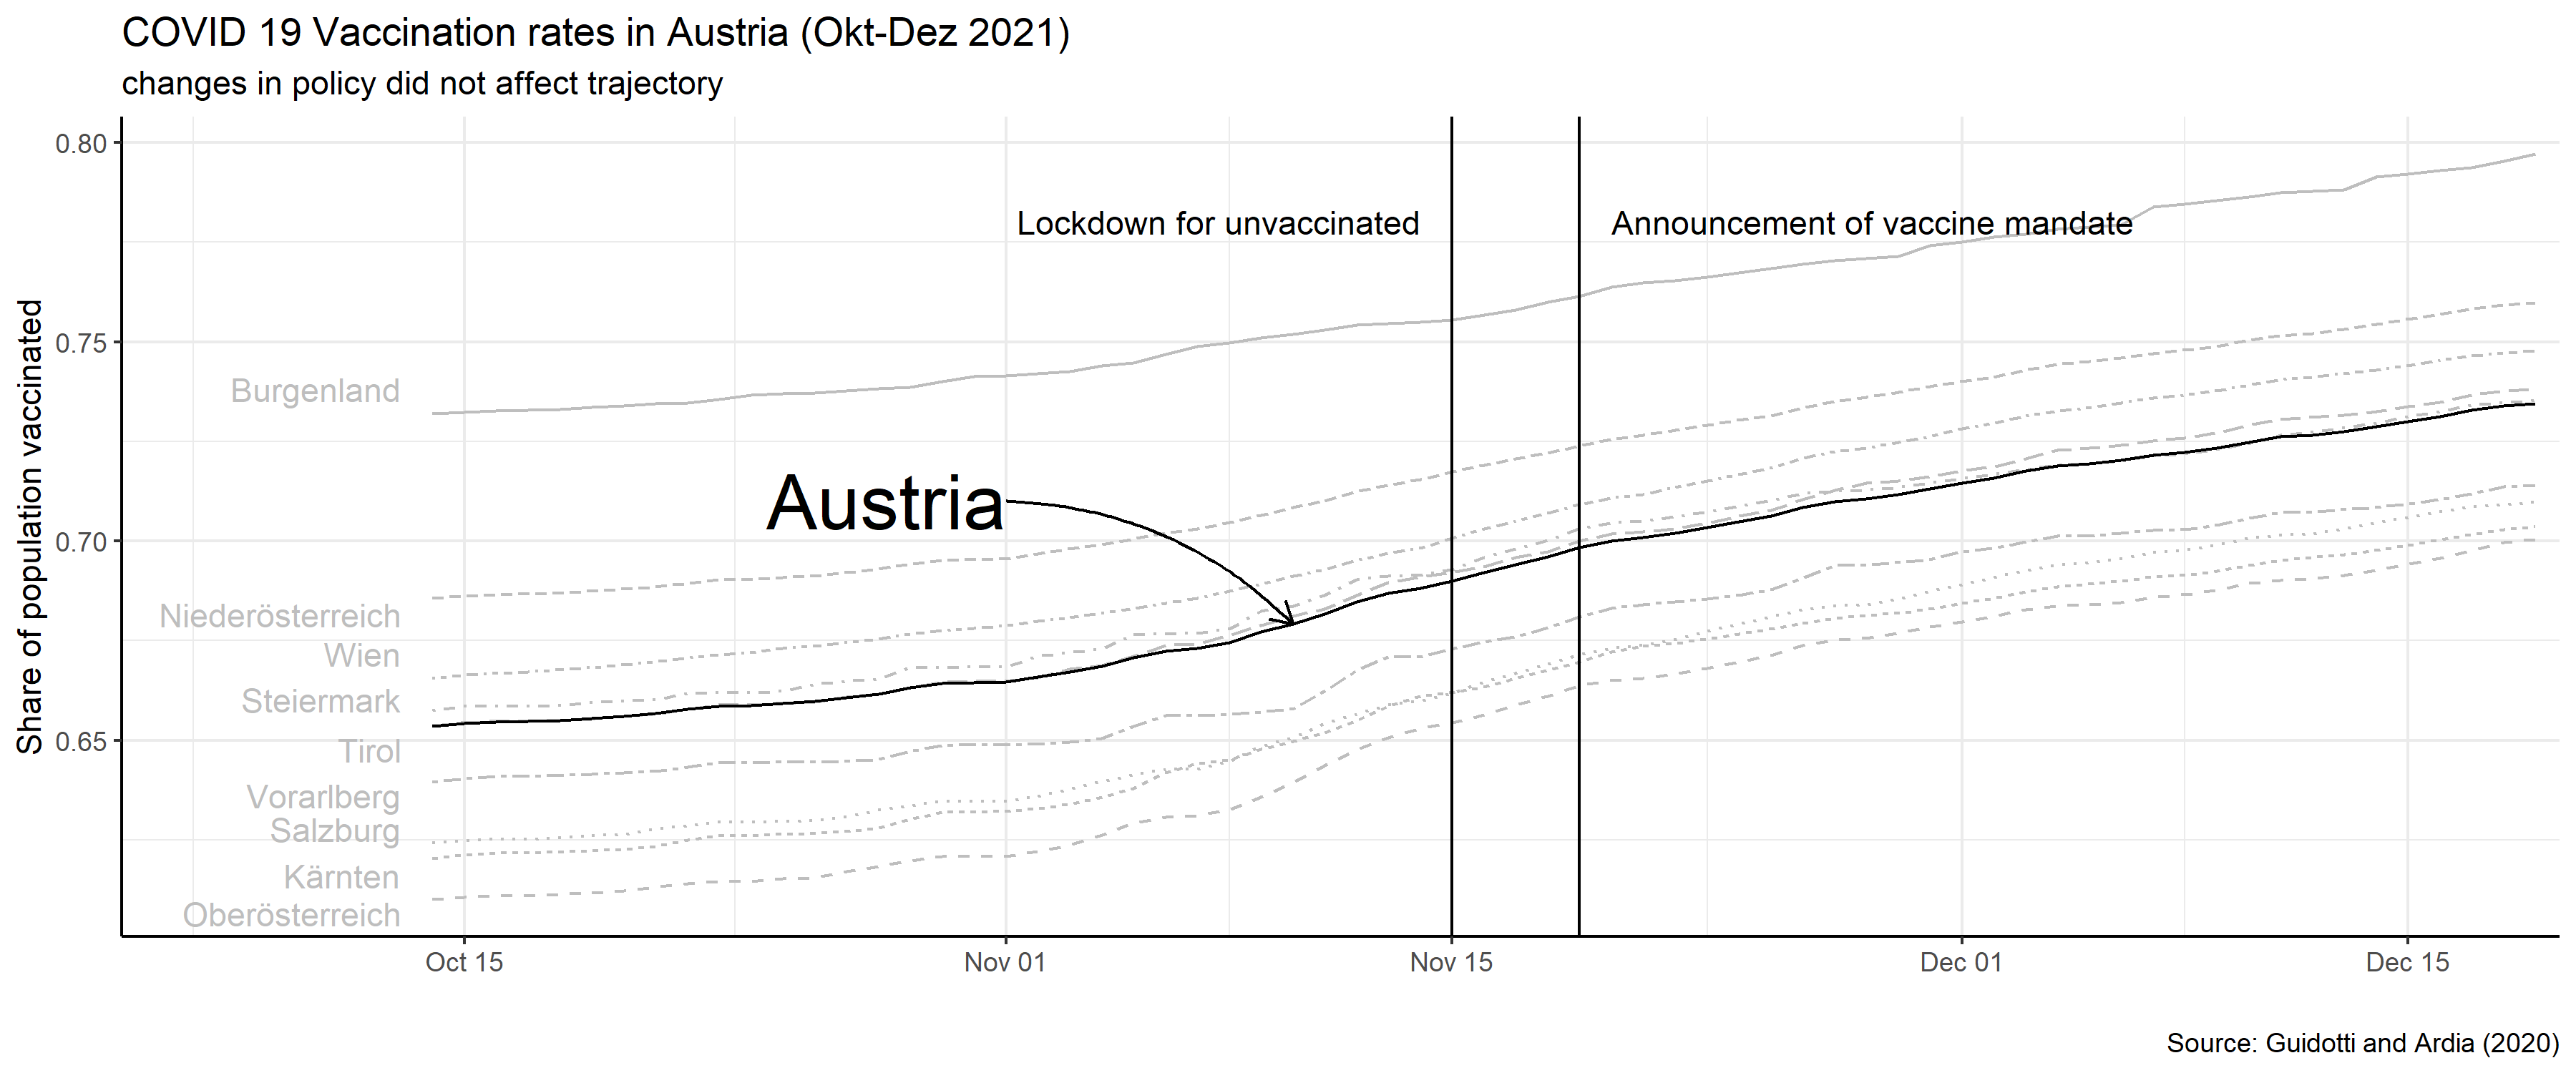 COVID 19 Vaccination rates in Austria (Okt-Dez 2021)
changes in policy did not affect trajectory
Share of population vaccinated
0.80
0.75
0.70
0.65
Lockdown for unvaccinated
Announcement of vaccine mandate
Burgenland
Austria
Niederösterreich
Wien
Steiermark
Tirol
Vorarlberg
Salzburg
Kärnten
Oberösterreich
Oct 15
Nov 01
Nov 15
Dec 01
Dec 15
Source: Guidotti and Ardia (2020)